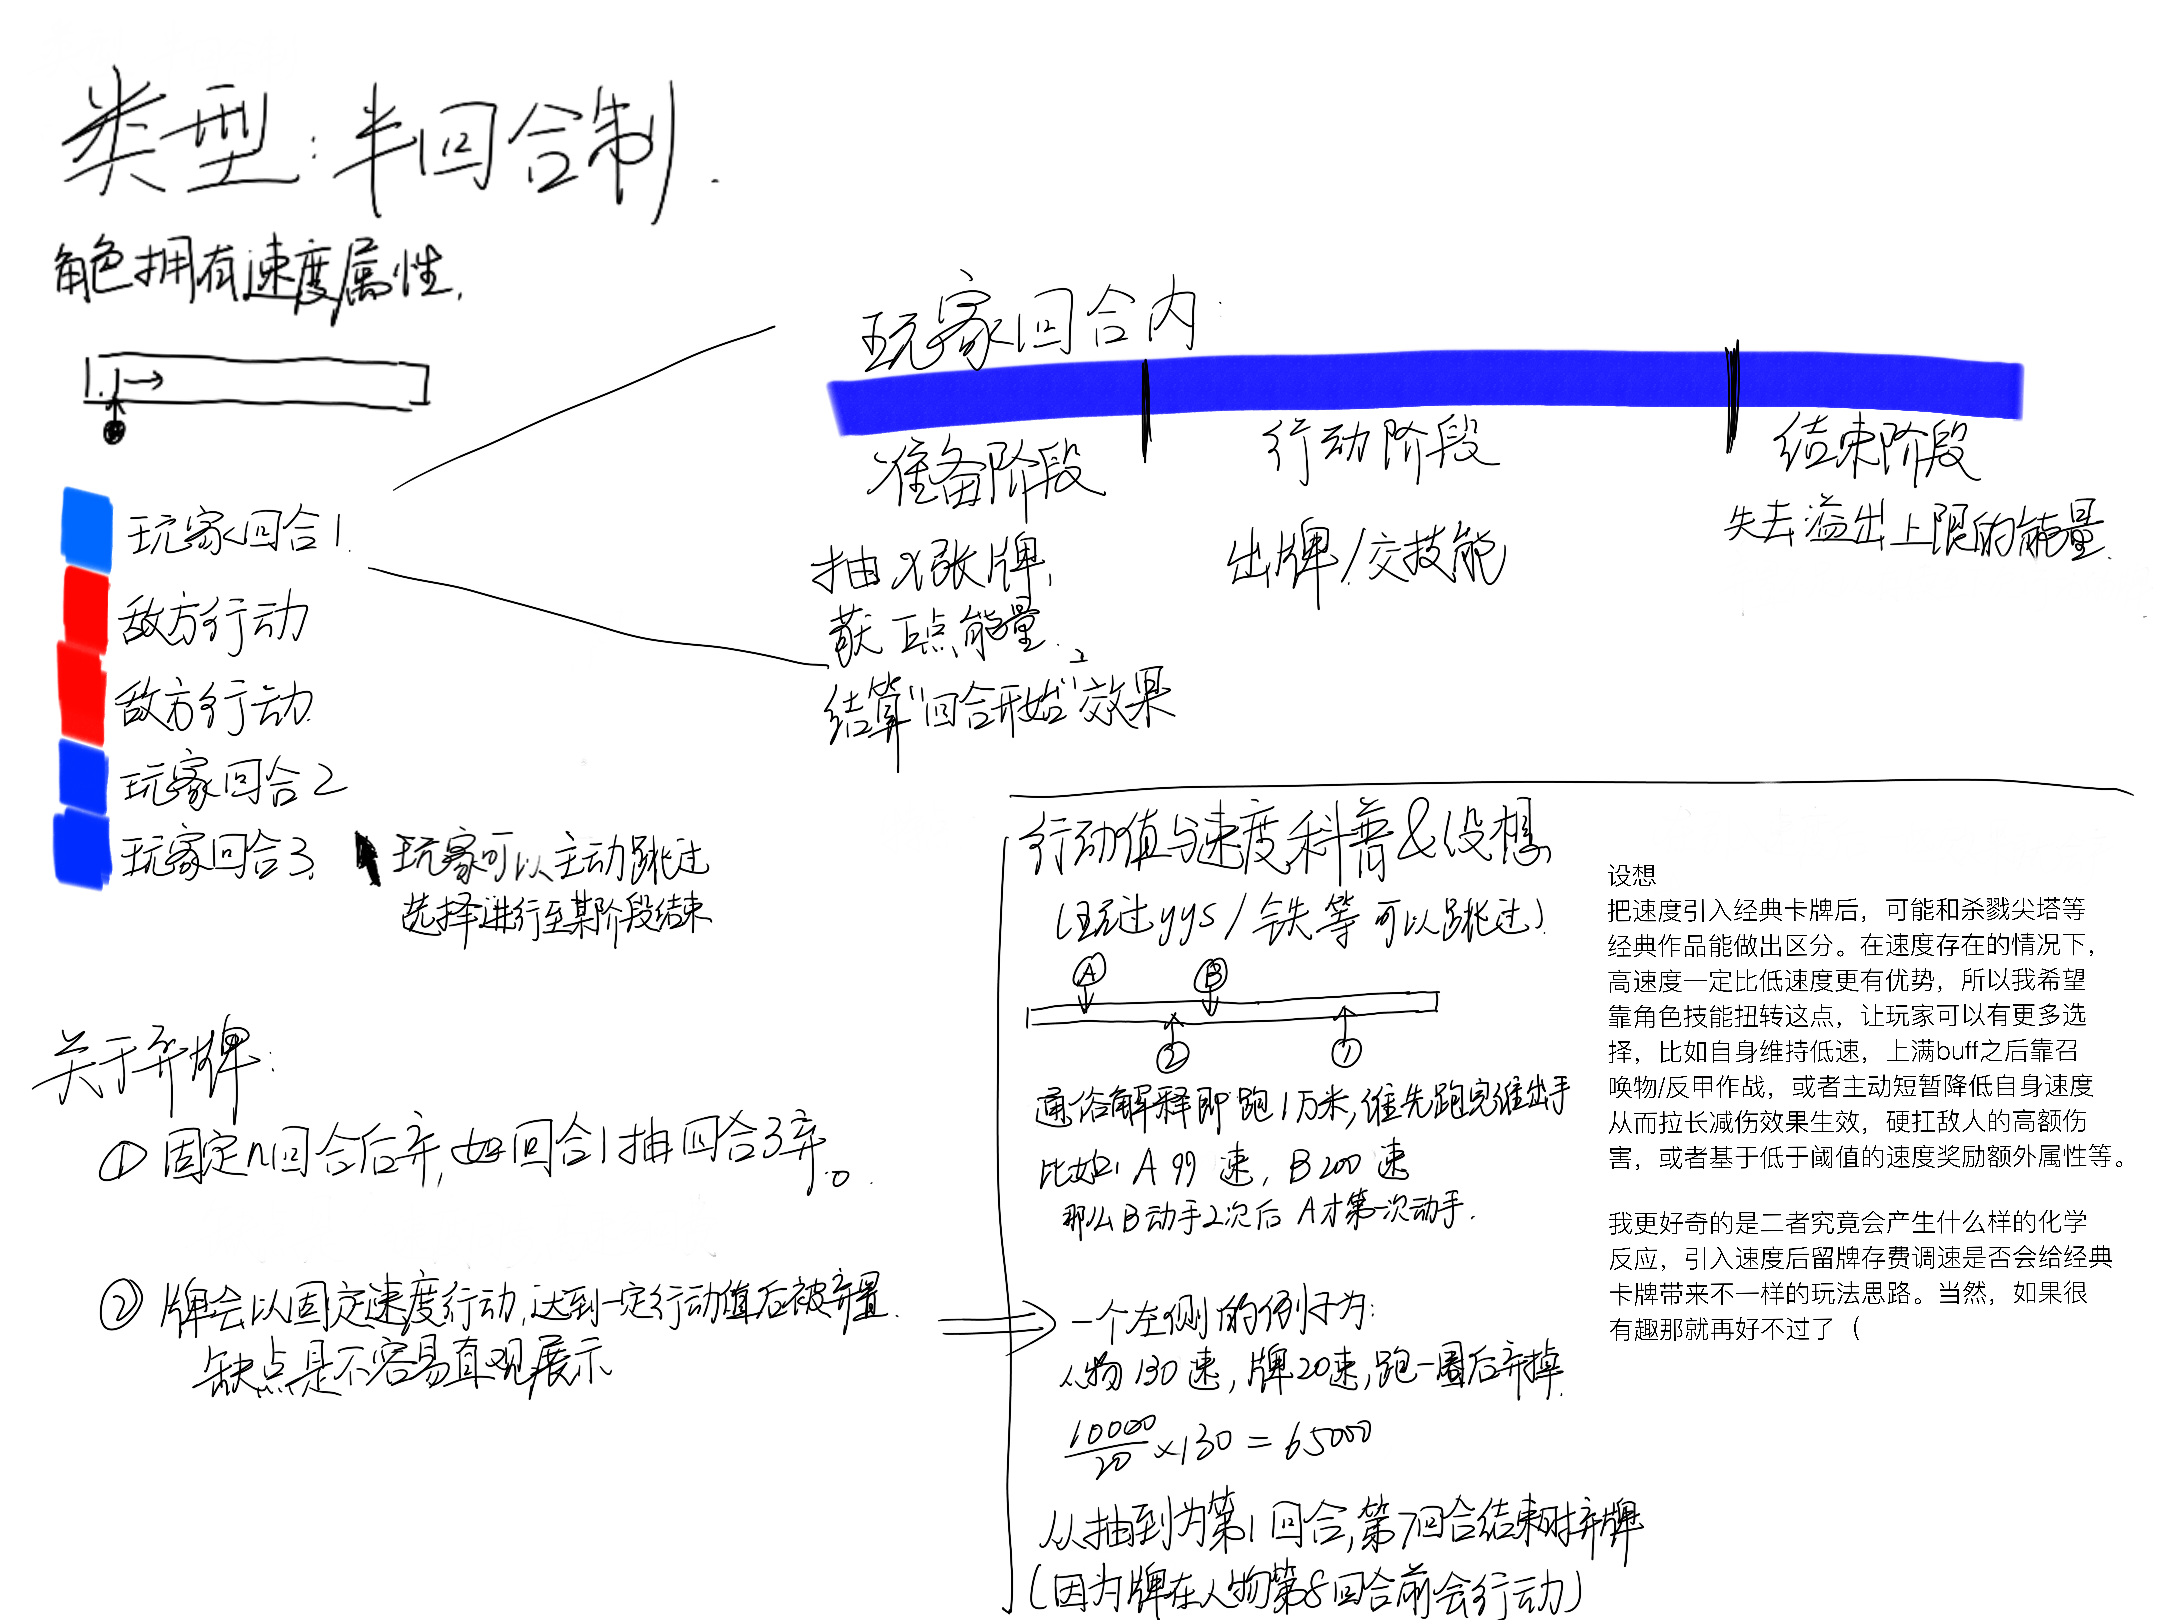 类型：半回合制.
角色拥有速度属性.
玩家回合1.
敌方行动
敌方行动.
玩家回合2
玩家回合3.
玩家可以主动跳过
选择进行至某阶段结束
玩家回合内：
准备阶段
抽x张牌,
获 点能量.
结算"回合开始"效果
行动阶段
出牌/交技能
结束阶段
失去溢出上限的能量.
关于弃牌：
① 固定n回合后弃,如回合1抽回合3弃。
② 牌会以固定速度行动,达到一定行动值后被弃置.
缺点是不容易直观展示
行动值与速度科普&设想
(玩过yys/铁等可以跳过).
A
B
2
1
通俗解释即跑1万米,谁先跑完谁出手
比如: A 99 速, B 200 速
那么B动手2次后 A才第一次动手.
一个左侧的例子为:
人物130速,牌20速,跑一圈后弃掉.
10000/20×130=65000
从抽到为第1回合,第7回合结束时弃牌
(因为牌在人物第8回合前会行动)
设想
把速度引入经典卡牌后，可能和杀戮尖塔等
经典作品能做出区分。在速度存在的情况下，
高速度一定比低速度更有优势，所以我希望
靠角色技能扭转这点，让玩家可以有更多选
择，比如自身维持低速，上满buff之后靠召
唤物/反甲作战，或者主动短暂降低自身速度
从而拉长减伤效果生效，硬扛敌人的高额伤
害，或者基于低于阈值的速度奖励额外属性等。
我更好奇的是二者究竟会产生什么样的化学
反应，引入速度后留牌存费调速是否会给经典
卡牌带来不一样的玩法思路。当然，如果很
有趣那就再好不过了（